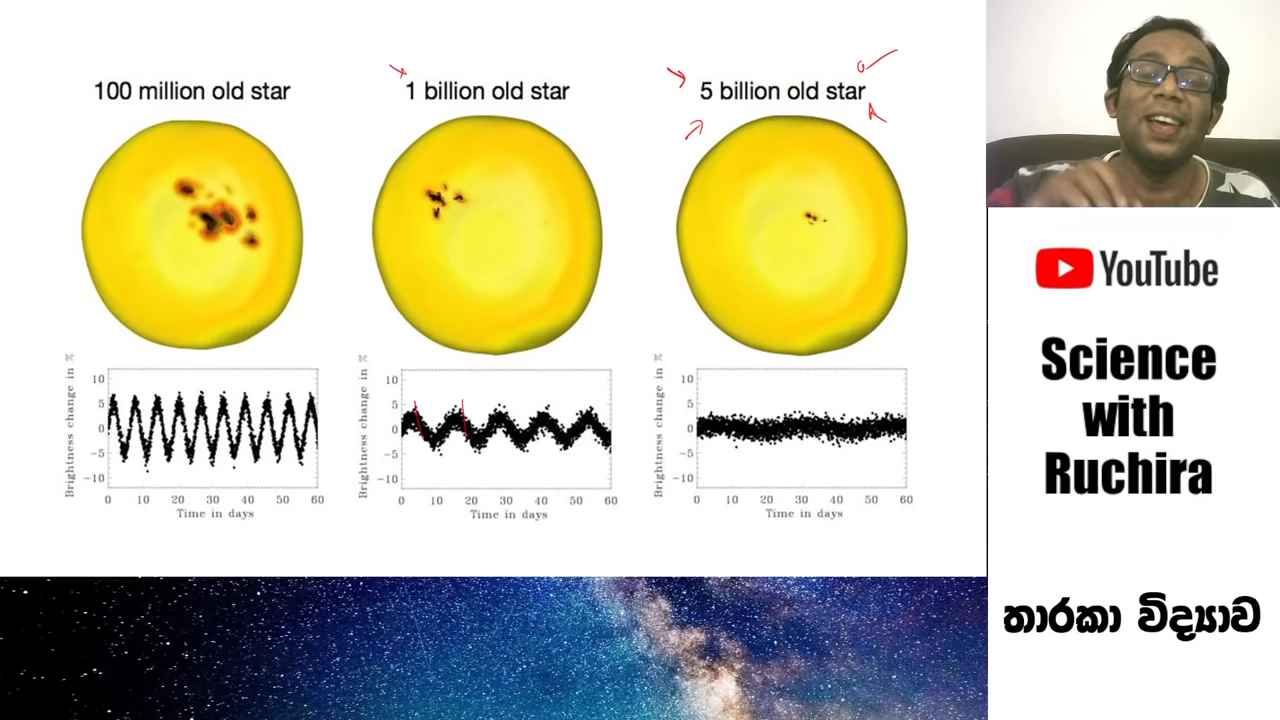 100 million old star
1 billion old star
5 billion old star
Brightness change in %
10
5
0
−5
−10
0 10 20 30 40 50 60
Time in days
Brightness change in %
10
5
0
−5
−10
0 10 20 30 40 50 60
Time in days
Brightness change in %
10
5
0
−5
−10
0 10 20 30 40 50 60
Time in days
YouTube
Science
with
Ruchira
තාරකා විද්‍යාව